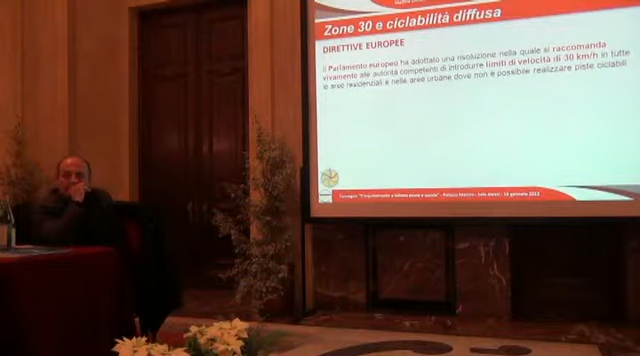 Zone 30 e ciclabilità diffusa
DIRETTIVE EUROPEE
Il Parlamento europeo ha adottato una risoluzione nella quale si raccomanda
vivamente alle autorità competenti di introdurre limiti di velocità di 30 km/h in tutte
le aree residenziali e nelle aree urbane dove non è possibile realizzare piste ciclabili